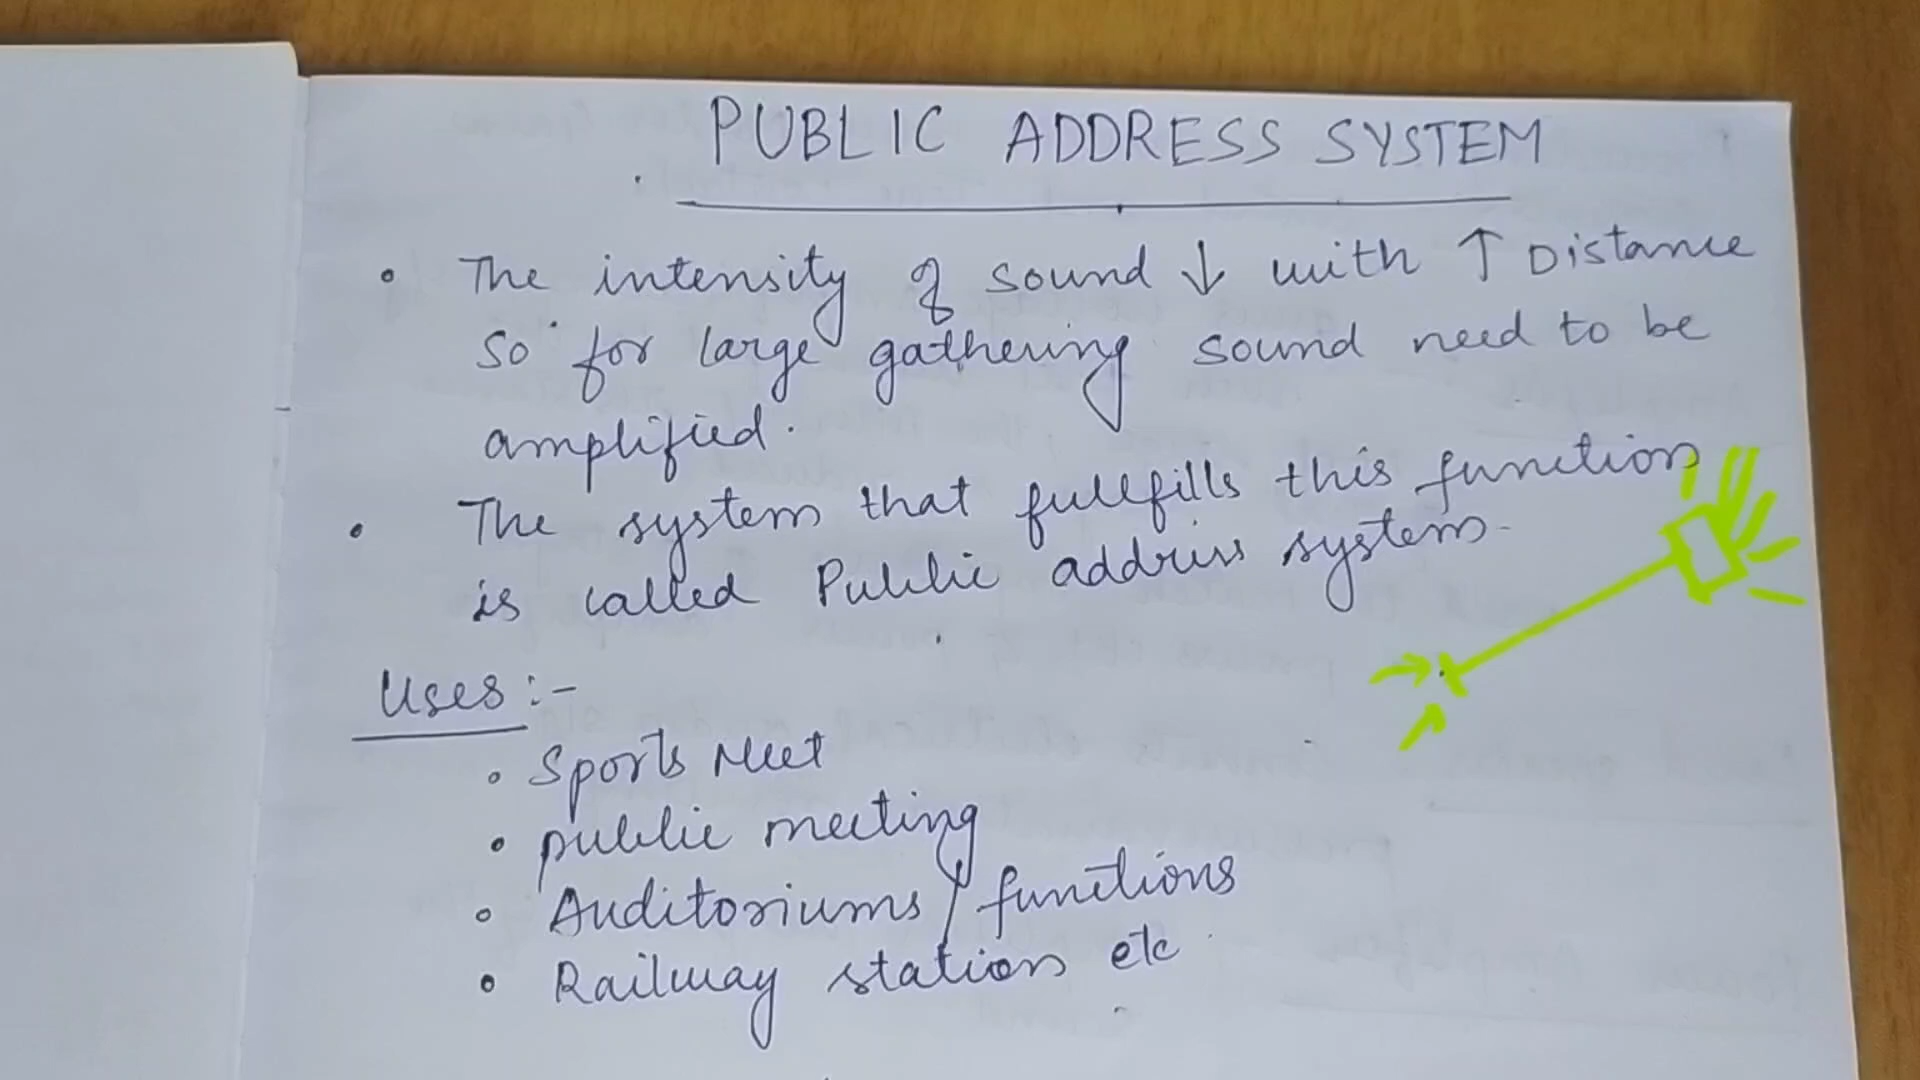 PUBLIC ADDRESS SYSTEM
• The intensity of sound ↓ with ↑ Distance
so for large gathering sound need to be
amplified.
• The system that fullfills this function
is called Public address system.
Uses :-
• Sports Meet
• public meeting
• Auditoriums / functions
• Railway station etc